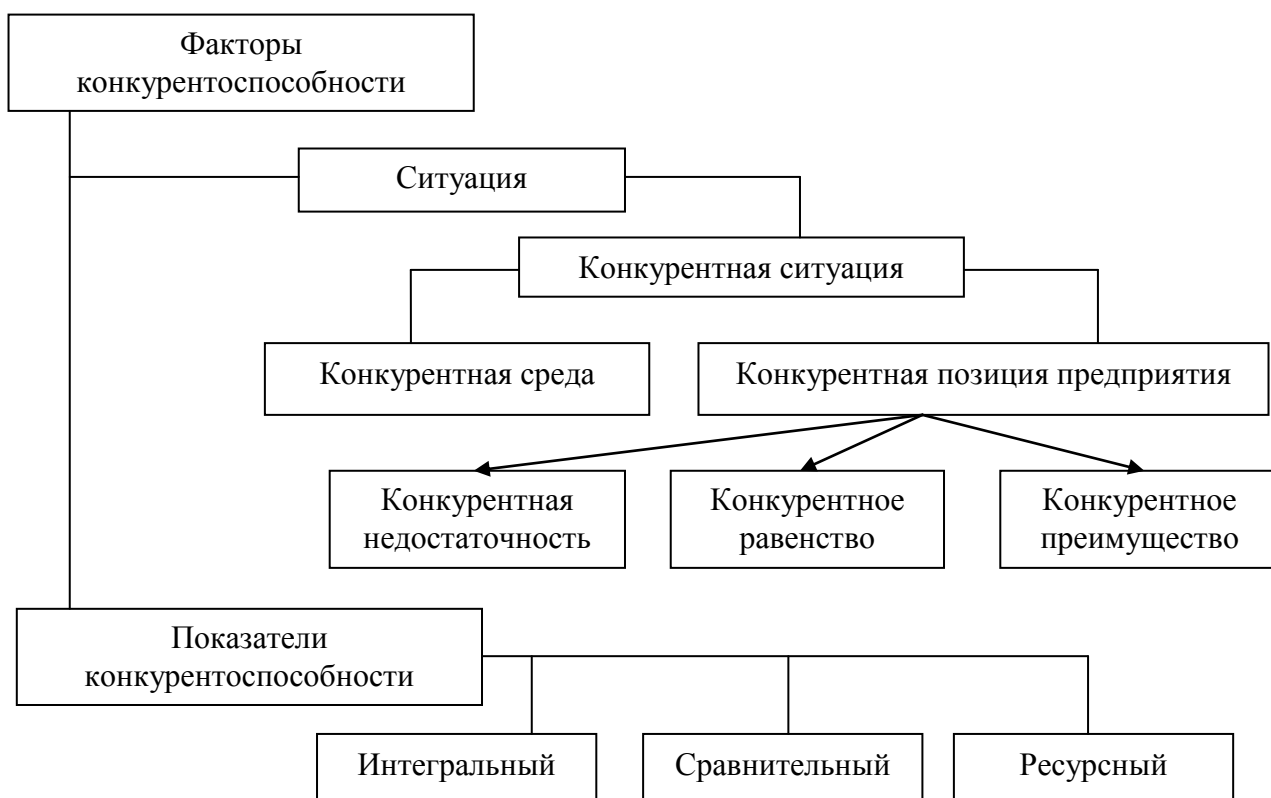 Факторы
конкурентоспособности
Ситуация
Конкурентная ситуация
Конкурентная среда
Конкурентная позиция предприятия
Конкурентная
недостаточность
Конкурентное
равенство
Конкурентное
преимущество
Показатели
конкурентоспособности
Интегральный
Сравнительный
Ресурсный